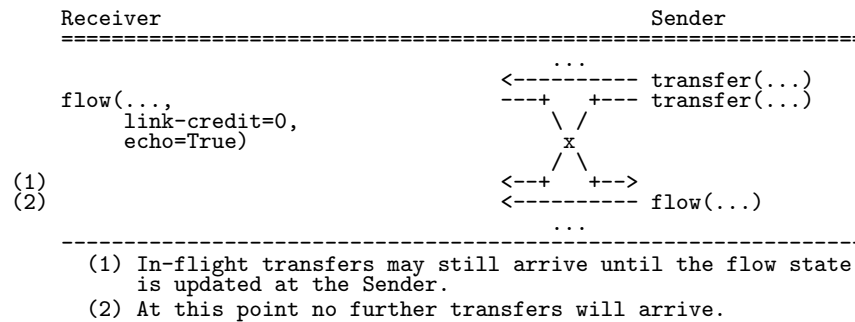 Receiver                                        Sender
=================================================================
...
<---------- transfer(...)
flow(...,                           ---+   +--- transfer(...)
link-credit=0,                       \ /
echo=True)                            x
/ \
(1)                                     <--+   +-->
(2)                                     <---------- flow(...)
...
-----------------------------------------------------------------
(1) In-flight transfers may still arrive until the flow state
is updated at the Sender.
(2) At this point no further transfers will arrive.